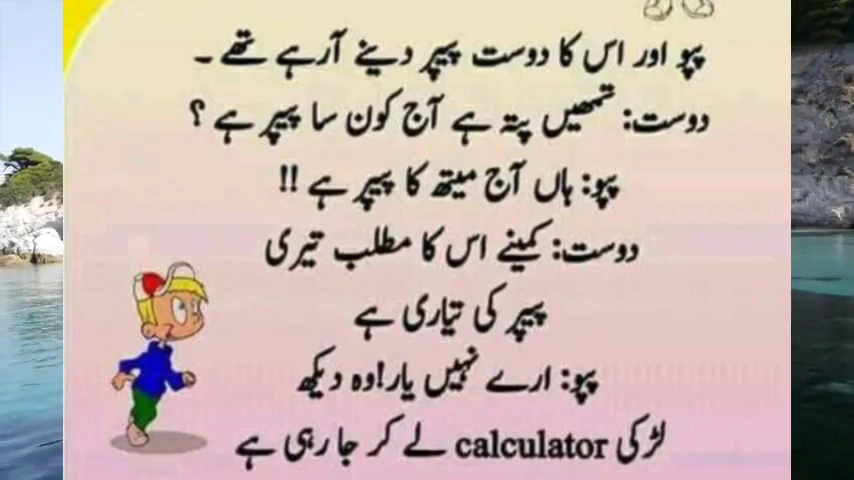 پپو اور اس کا دوست پیپر دینے آرہے تھے ۔
دوست: تمھیں پتہ ہے آج کون سا پیپر ہے ؟
پپو: ہاں آج میتھ کا پیپر ہے !!
دوست: کمینے اس کا مطلب تیری
پیپر کی تیاری ہے
پپو: ارے نہیں یار!وہ دیکھ
لڑکی calculator لے کر جا رہی ہے